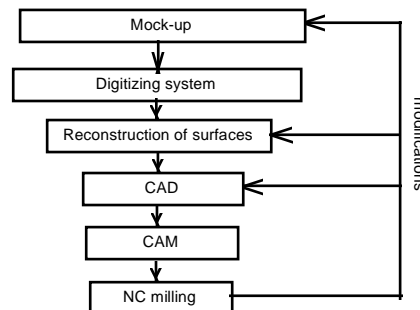 Mock-up
Digitizing system
Reconstruction of surfaces
CAD
CAM
NC milling
modifications